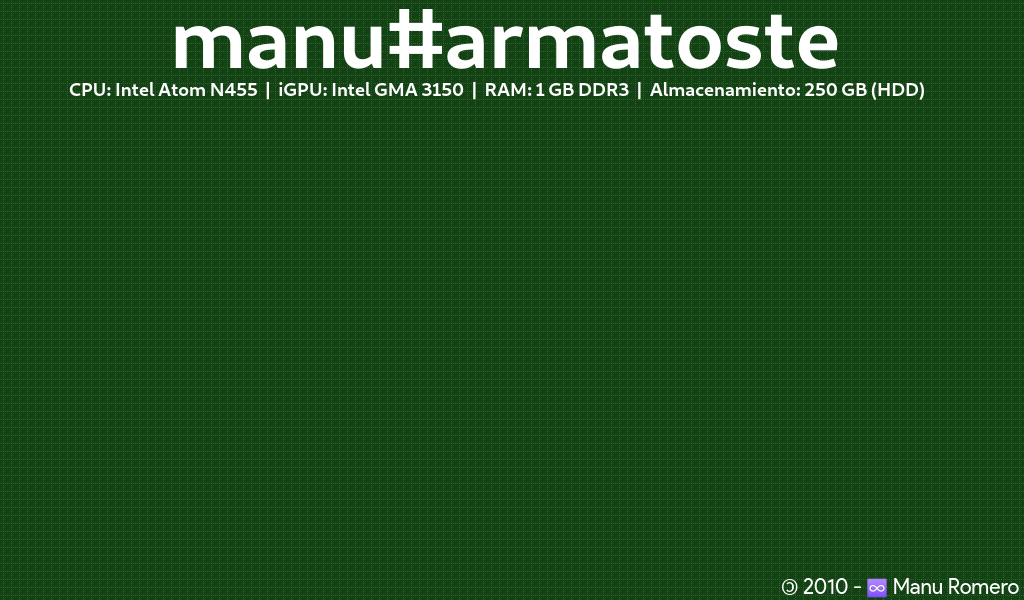 manu#armatoste
CPU: Intel Atom N455 | iGPU: Intel GMA 3150 | RAM: 1 GB DDR3 | Almacenamiento: 250 GB (HDD)
🄯 2010 - ♾️ Manu Romero